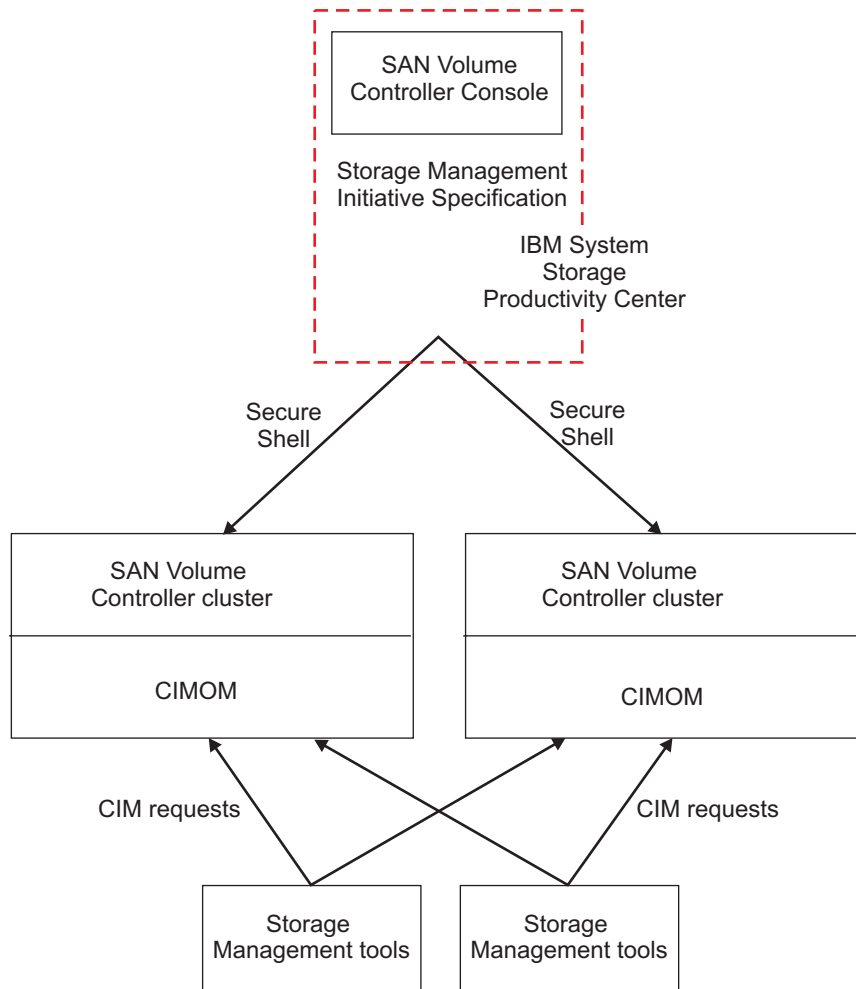 SAN Volume
Controller Console
Storage Management
Initiative Specification
IBM System
Storage
Productivity Center
Secure
Shell
Secure
Shell
SAN Volume
Controller cluster
SAN Volume
Controller cluster
CIMOM
CIMOM
CIM requests
CIM requests
Storage
Management tools
Storage
Management tools